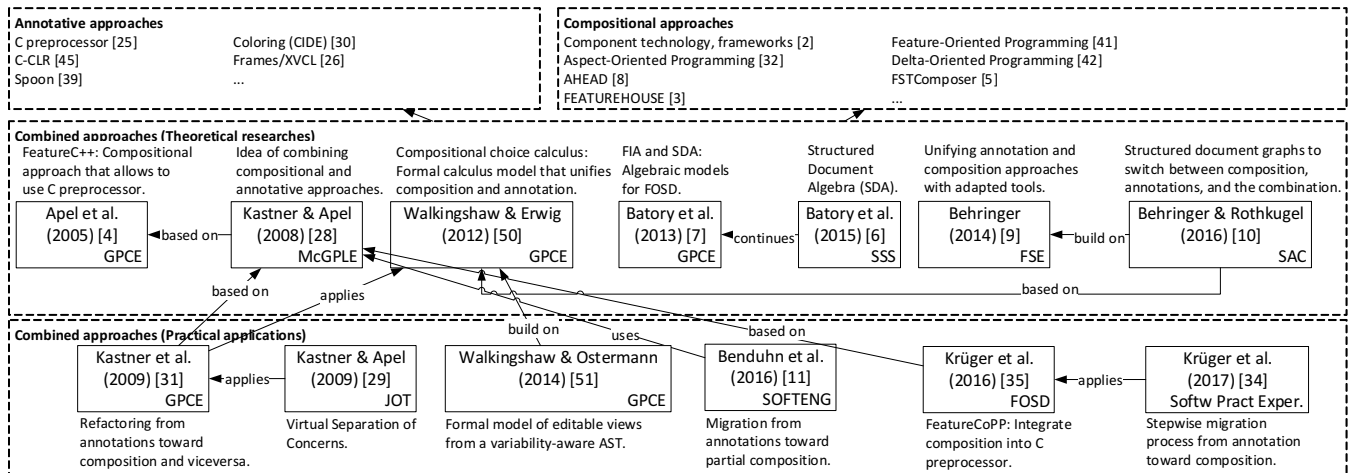 Annotative approaches
C preprocessor [25]
C-CLR [45]
Spoon [39]
Coloring (CIDE) [30]
Frames/XVCL [26]
...
Compositional approaches
Component technology, frameworks [2]
Aspect-Oriented Programming [32]
AHEAD [8]
FEATUREHOUSE [3]
Feature-Oriented Programming [41]
Delta-Oriented Programming [42]
FSTComposer [5]
...
Combined approaches (Theoretical researches)
FeatureC++: Compositional
approach that allows to
use C preprocessor.
Apel et al.
(2005) [4]
GPCE
based on
Idea of combining
compositional and
annotative approaches.
Kastner & Apel
(2008) [28]
McGPLE
Compositional choice calculus:
Formal calculus model that unifies
composition and annotation.
Walkingshaw & Erwig
(2012) [50]
GPCE
FIA and SDA:
Algebraic models
for FOSD.
Batory et al.
(2013) [7]
GPCE
continues
Structured
Document
Algebra (SDA).
Batory et al.
(2015) [6]
SSS
Unifying annotation and
composition approaches
with adapted tools.
Behringer
(2014) [9]
FSE
build on
Structured document graphs to
switch between composition,
annotations, and the combination.
Behringer & Rothkugel
(2016) [10]
SAC
based on
applies
based on
build on
uses
based on
Combined approaches (Practical applications)
Kastner et al.
(2009) [31]
GPCE
Refactoring from
annotations toward
composition and viceversa.
applies
Kastner & Apel
(2009) [29]
JOT
Virtual Separation of
Concerns.
Walkingshaw & Ostermann
(2014) [51]
GPCE
Formal model of editable views
from a variability-aware AST.
Benduhn et al.
(2016) [11]
SOFTENG
Migration from
annotations toward
partial composition.
Krüger et al.
(2016) [35]
FOSD
FeatureCoPP: Integrate
composition into C
preprocessor.
applies
Krüger et al.
(2017) [34]
Softw Pract Exper.
Stepwise migration
process from annotation
toward composition.